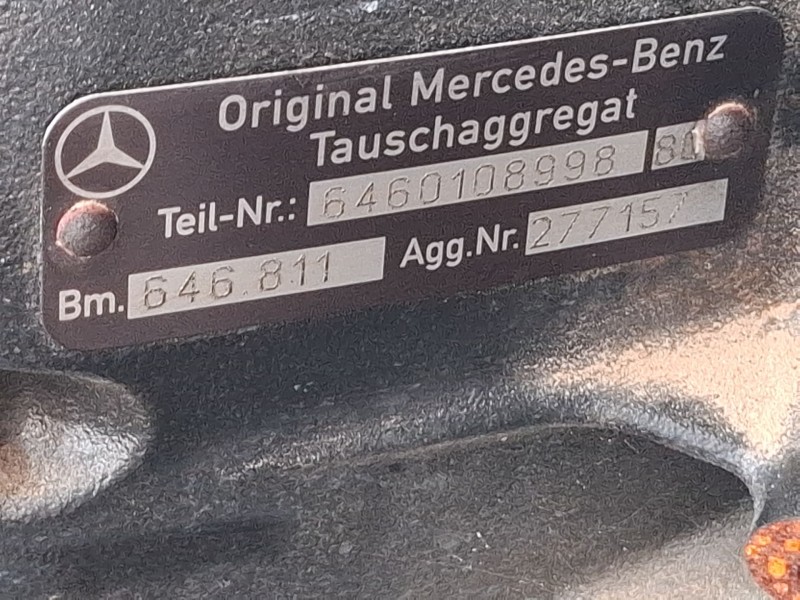 Original Mercedes-Benz
Tauschaggregat
Teil-Nr.: 6460108998 80
Bm. 646.811 Agg.Nr. 277157